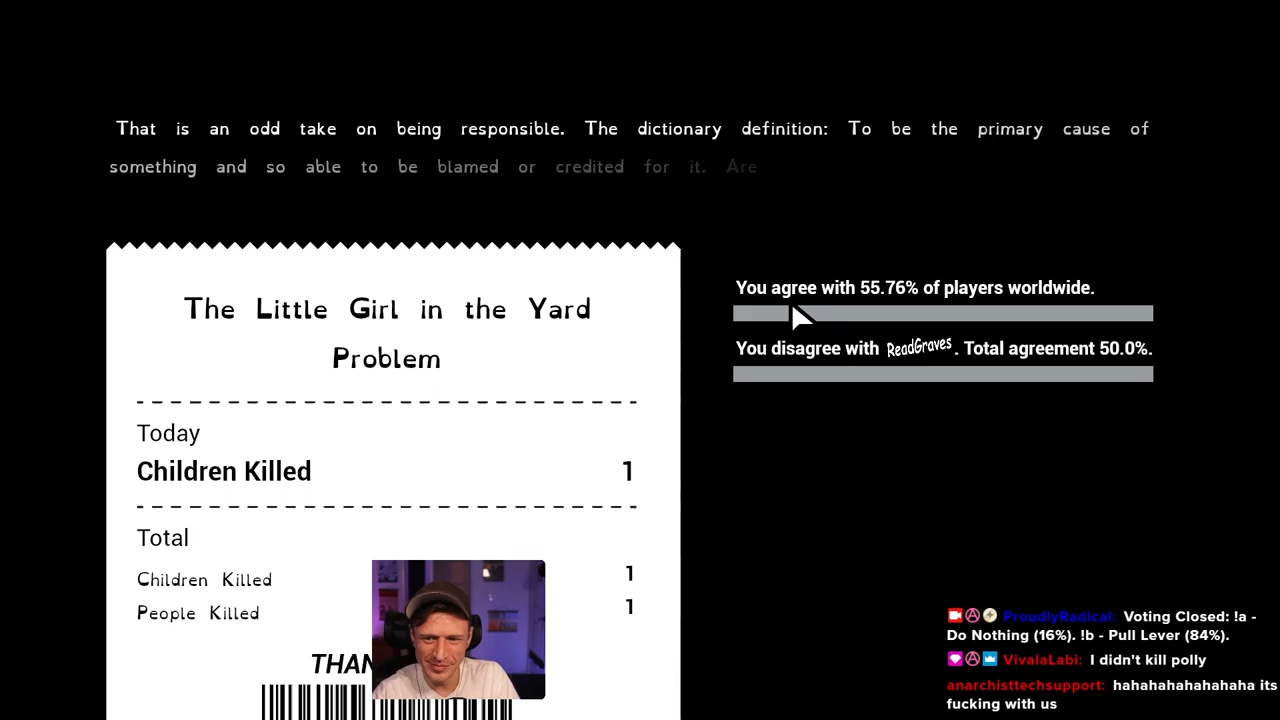 That is an odd take on being responsible. The dictionary definition: To be the primary cause of
something and so able to be blamed or credited for it. Are
The Little Girl in the Yard
Problem
Today
Children Killed 1
Total
Children Killed 1
People Killed 1
THAN
You agree with 55.76% of players worldwide.
You disagree with ReadGraves. Total agreement 50.0%.
ProudlyRadical: Voting Closed: !a -
Do Nothing (16%). !b - Pull Lever (84%).
VivalaLabi: I didn't kill polly
anarchisttechsupport: hahahahahahahaha its
fucking with us